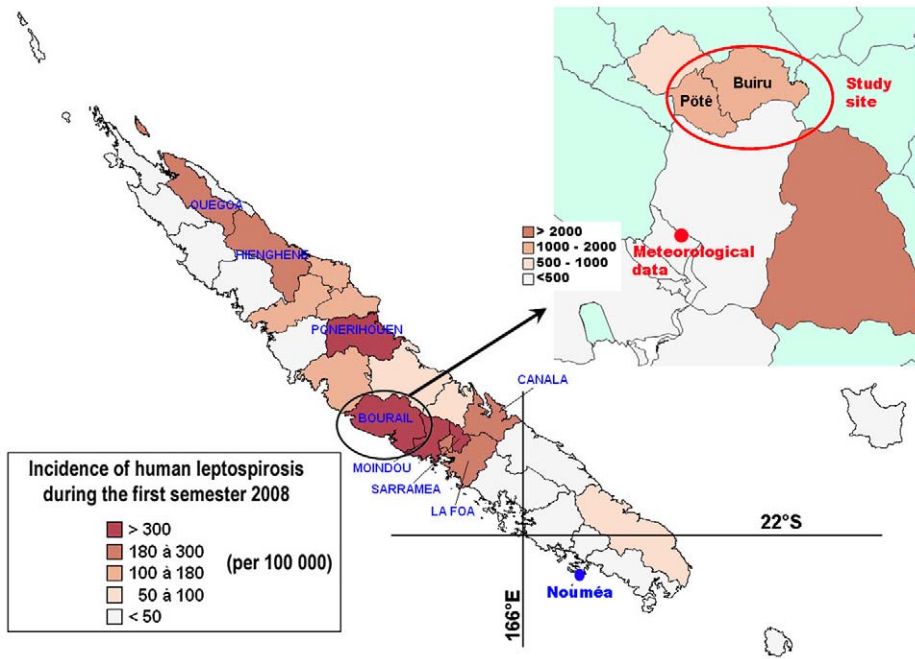 Buiru
Pötê
Study
site
> 2000
1000 - 2000
500 - 1000
<500
Meteorological
data
OUEGOA
HIENGHENE
PONERIHOUEN
CANALA
BOURAIL
MOINDOU
SARRAMEA
LA FOA
Incidence of human leptospirosis
during the first semester 2008
> 300
180 à 300
100 à 180
50 à 100
< 50
(per 100 000)
22°S
166°E
Nouméa